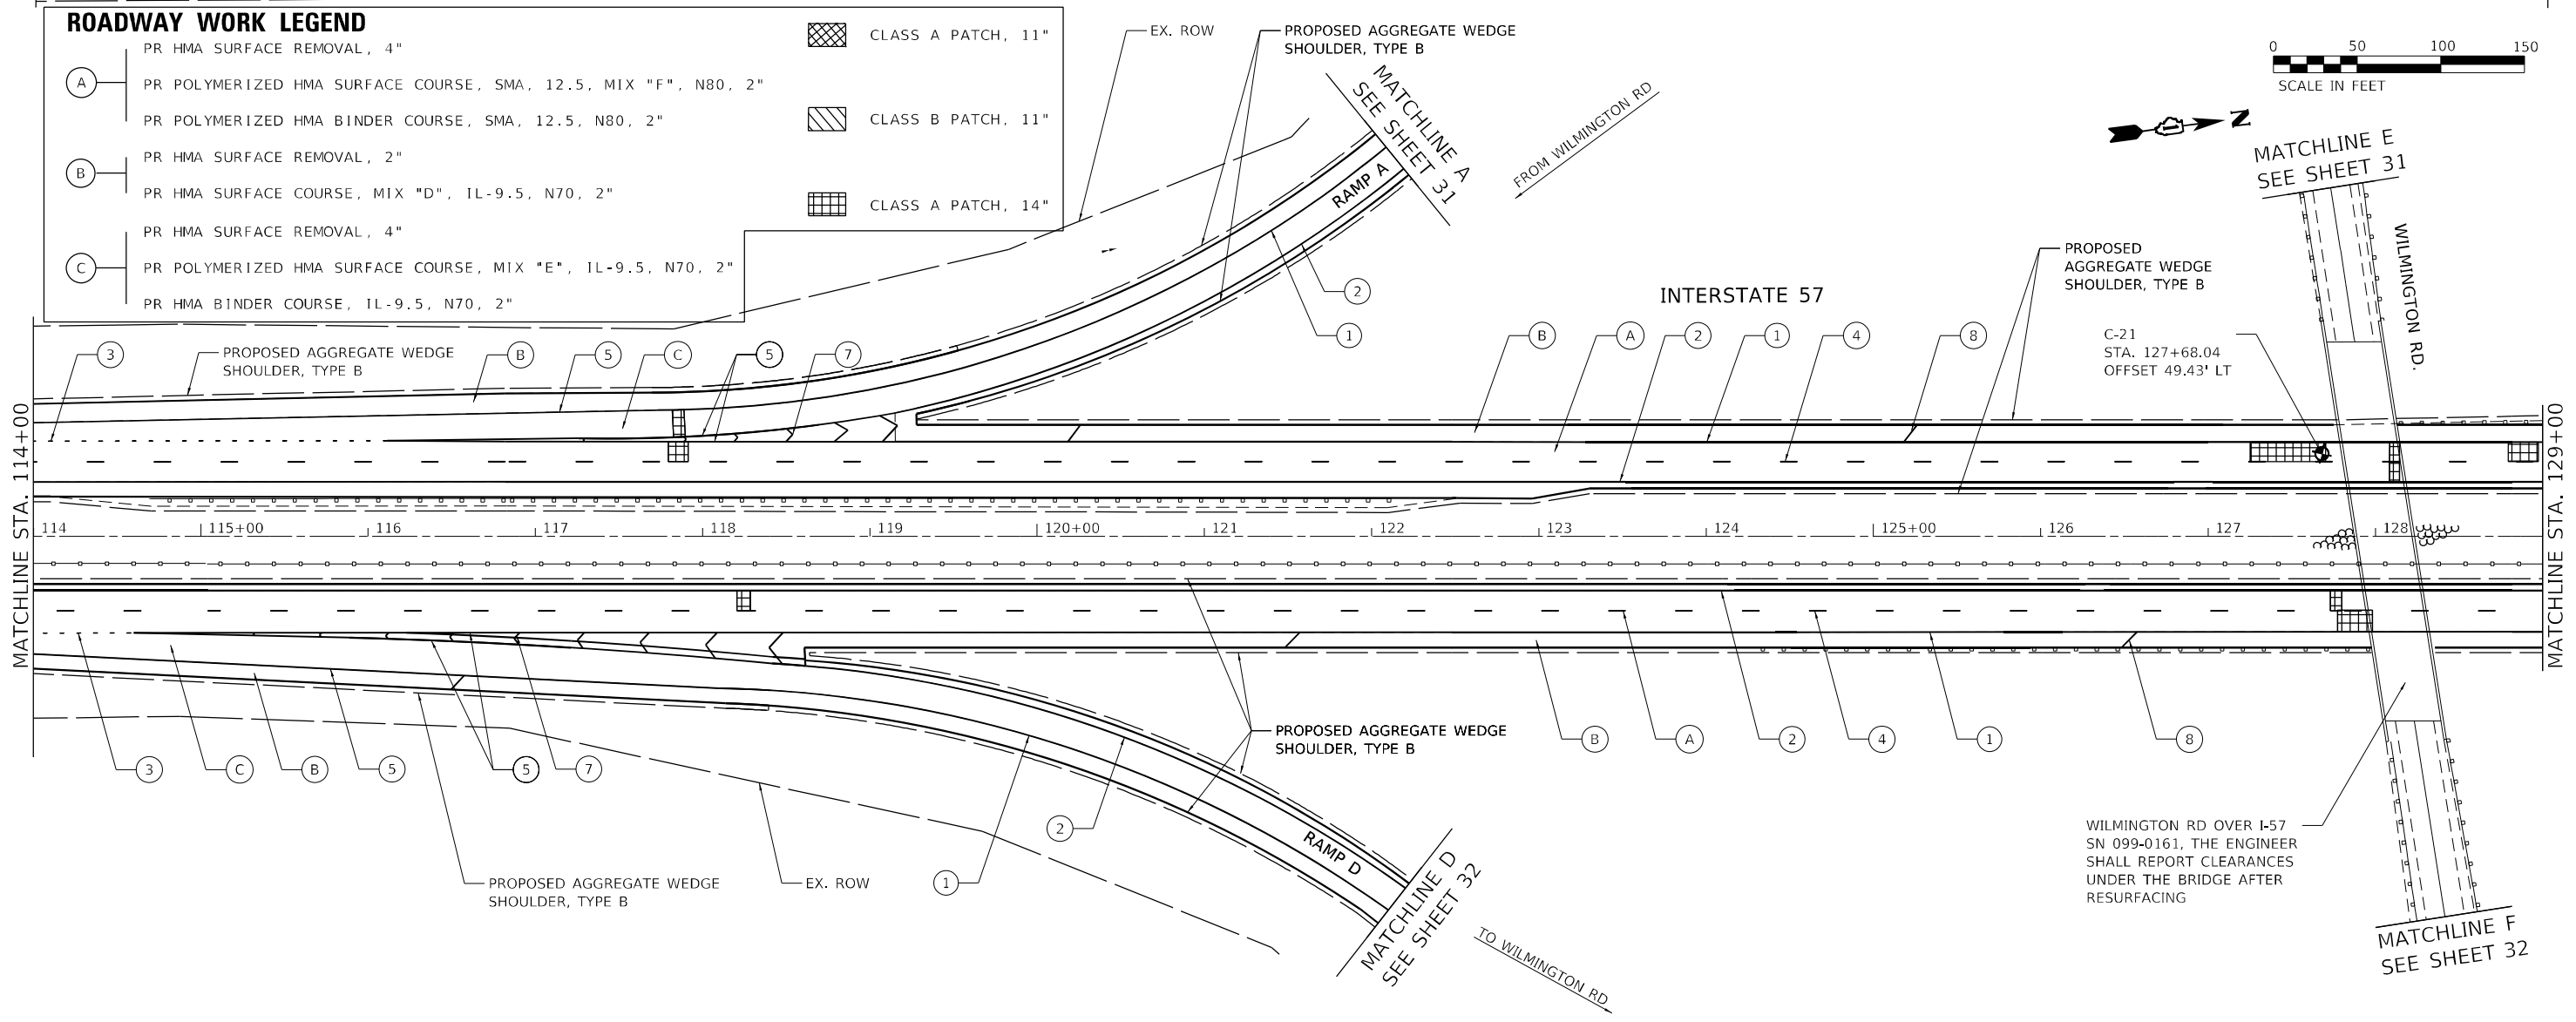 ROADWAY WORK LEGEND
A
PR HMA SURFACE REMOVAL, 4"
PR POLYMERIZED HMA SURFACE COURSE, SMA, 12.5, MIX "F", N80, 2"
PR POLYMERIZED HMA BINDER COURSE, SMA, 12.5, N80, 2"
B
PR HMA SURFACE REMOVAL, 2"
PR HMA SURFACE COURSE, MIX "D", IL-9.5, N70, 2"
C
PR HMA SURFACE REMOVAL, 4"
PR POLYMERIZED HMA SURFACE COURSE, MIX "E", IL-9.5, N70, 2"
PR HMA BINDER COURSE, IL-9.5, N70, 2"
CLASS A PATCH, 11"
CLASS B PATCH, 11"
CLASS A PATCH, 14"
EX. ROW
PROPOSED AGGREGATE WEDGE
SHOULDER, TYPE B
MATCHLINE A
SEE SHEET 31
RAMP A
FROM WILMINGTON RD
0 50 100 150
SCALE IN FEET
N
MATCHLINE E
SEE SHEET 31
WILMINGTON RD.
PROPOSED
AGGREGATE WEDGE
SHOULDER, TYPE B
INTERSTATE 57
2
1
C-21
STA. 127+68.04
OFFSET 49.43' LT
3
PROPOSED AGGREGATE WEDGE
SHOULDER, TYPE B
B 5 C 5 7
B A 2 1 4 8
MATCHLINE STA. 114+00
114 115+00 116 117 118 119 120+00 121 122 123 124 125+00 126 127 128
MATCHLINE STA. 129+00
3 C B 5 5 7
PROPOSED AGGREGATE WEDGE
SHOULDER, TYPE B
B A 2 4 1 8
2
1
PROPOSED AGGREGATE WEDGE
SHOULDER, TYPE B
EX. ROW
RAMP D
MATCHLINE D
SEE SHEET 32
TO WILMINGTON RD
WILMINGTON RD OVER I-57
SN 099-0161, THE ENGINEER
SHALL REPORT CLEARANCES
UNDER THE BRIDGE AFTER
RESURFACING
MATCHLINE F
SEE SHEET 32